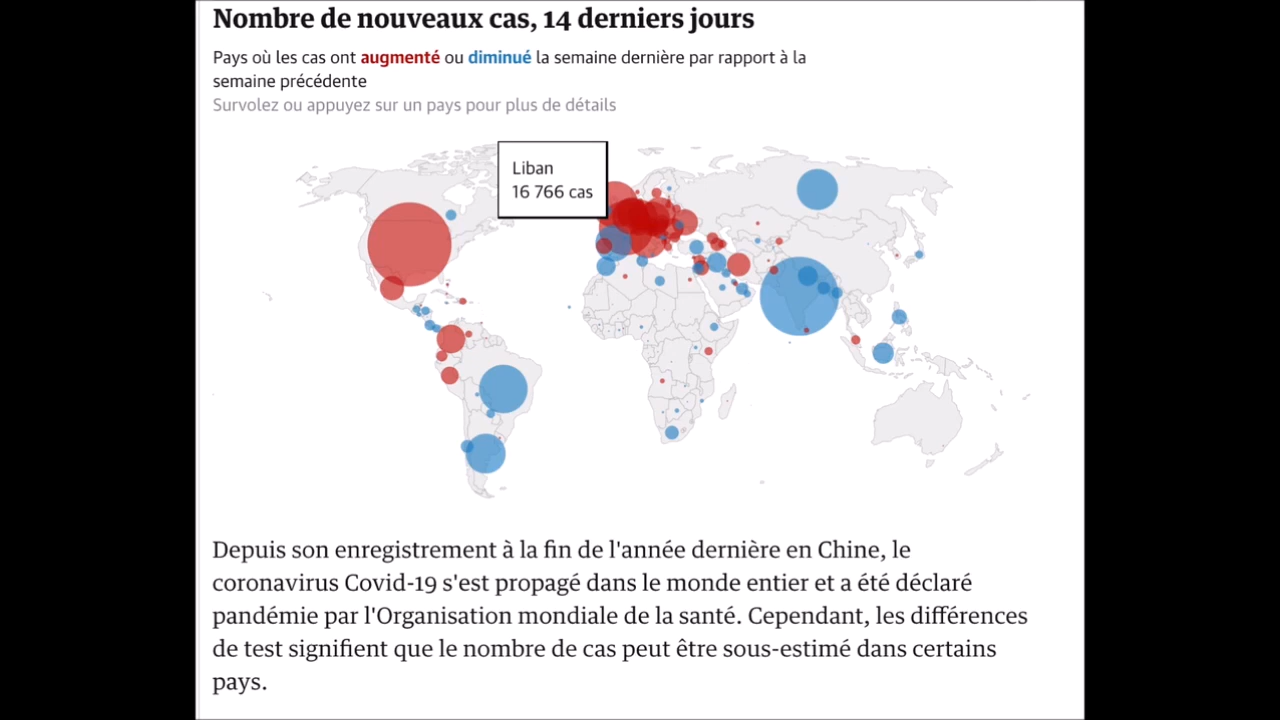 Nombre de nouveaux cas, 14 derniers jours
Pays où les cas ont augmenté ou diminué la semaine dernière par rapport à la
semaine précédente
Survolez ou appuyez sur un pays pour plus de détails
Liban
16 766 cas
Depuis son enregistrement à la fin de l'année dernière en Chine, le
coronavirus Covid-19 s'est propagé dans le monde entier et a été déclaré
pandémie par l'Organisation mondiale de la santé. Cependant, les différences
de test signifient que le nombre de cas peut être sous-estimé dans certains
pays.